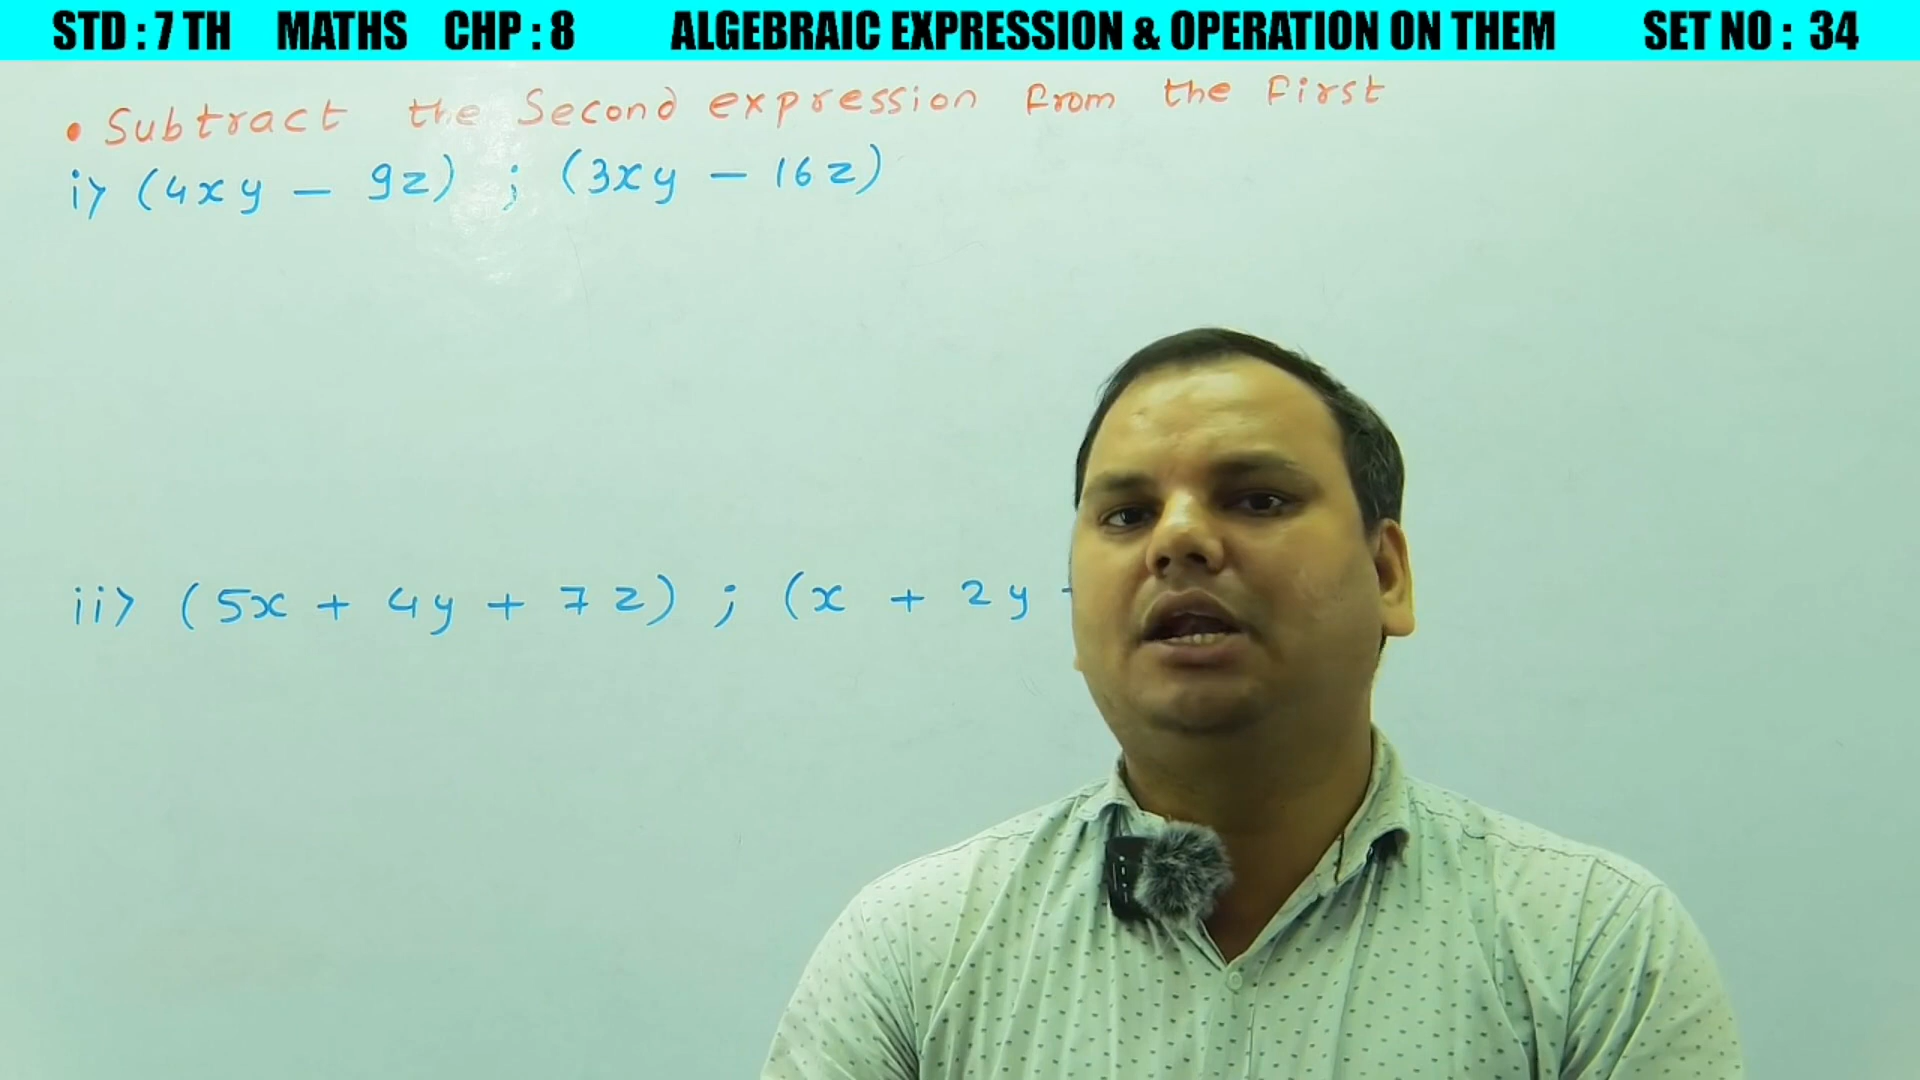 STD : 7 TH MATHS CHP : 8 ALGEBRAIC EXPRESSION & OPERATION ON THEM SET NO : 34
• Subtract the Second expression from the First
i> (4xy - 9z) ; (3xy - 16z)
ii> (5x + 4y + 7z) ; (x + 2y